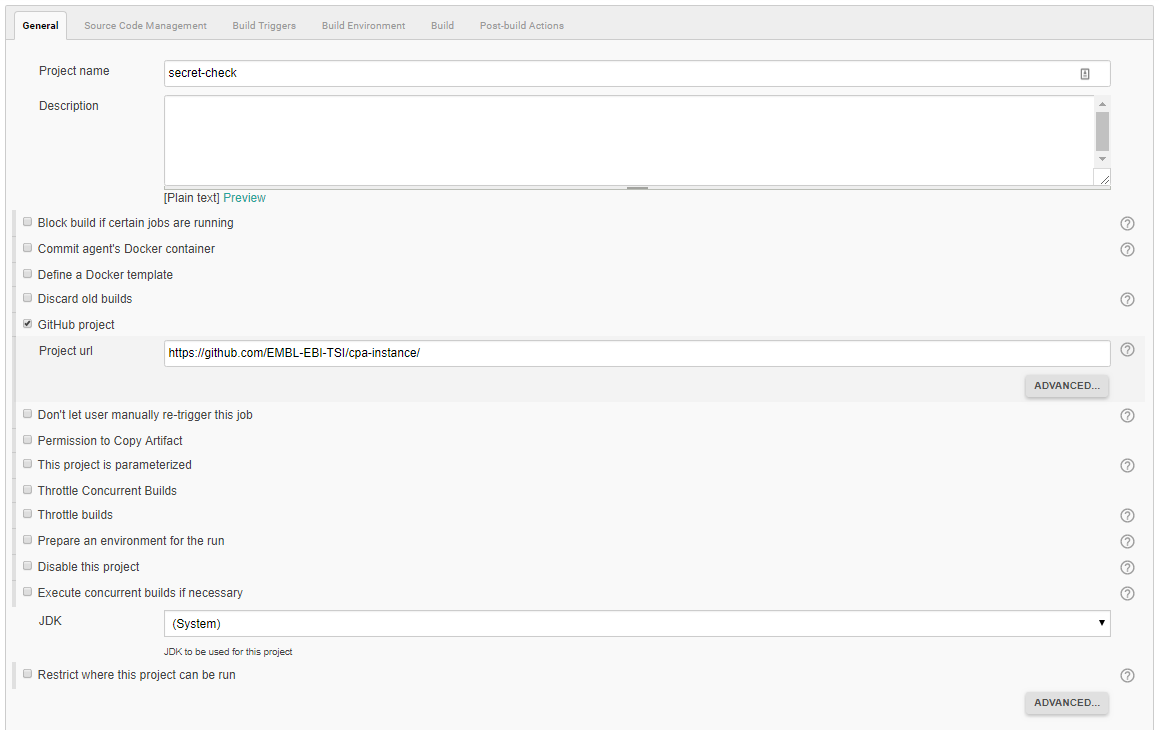 General Source Code Management Build Triggers Build Environment Build Post-build Actions
Project name secret-check
Description
[Plain text] Preview
Block build if certain jobs are running
Commit agent's Docker container
Define a Docker template
Discard old builds
GitHub project
Project url https://github.com/EMBL-EBI-TSI/cpa-instance/
ADVANCED...
Don't let user manually re-trigger this job
Permission to Copy Artifact
This project is parameterized
Throttle Concurrent Builds
Throttle builds
Prepare an environment for the run
Disable this project
Execute concurrent builds if necessary
JDK (System)
JDK to be used for this project
Restrict where this project can be run
ADVANCED...